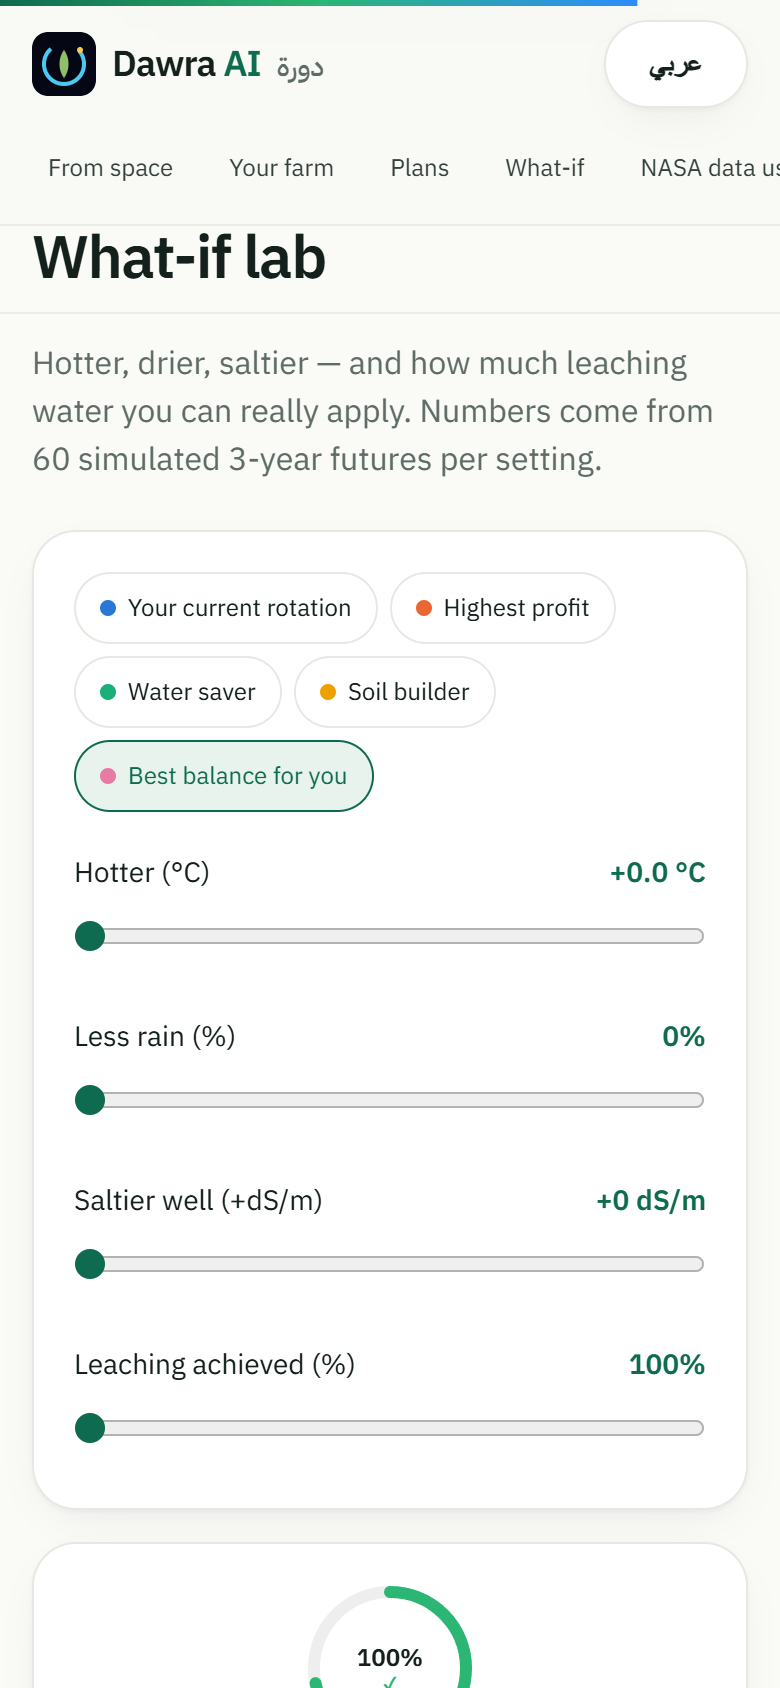 Dawra AI دورة
عربي
From space Your farm Plans What-if NASA data us
What-if lab
Hotter, drier, saltier — and how much leaching
water you can really apply. Numbers come from
60 simulated 3-year futures per setting.
Your current rotation Highest profit
Water saver Soil builder
Best balance for you
Hotter (°C) +0.0 °C
Less rain (%) 0%
Saltier well (+dS/m) +0 dS/m
Leaching achieved (%) 100%
100%
✓